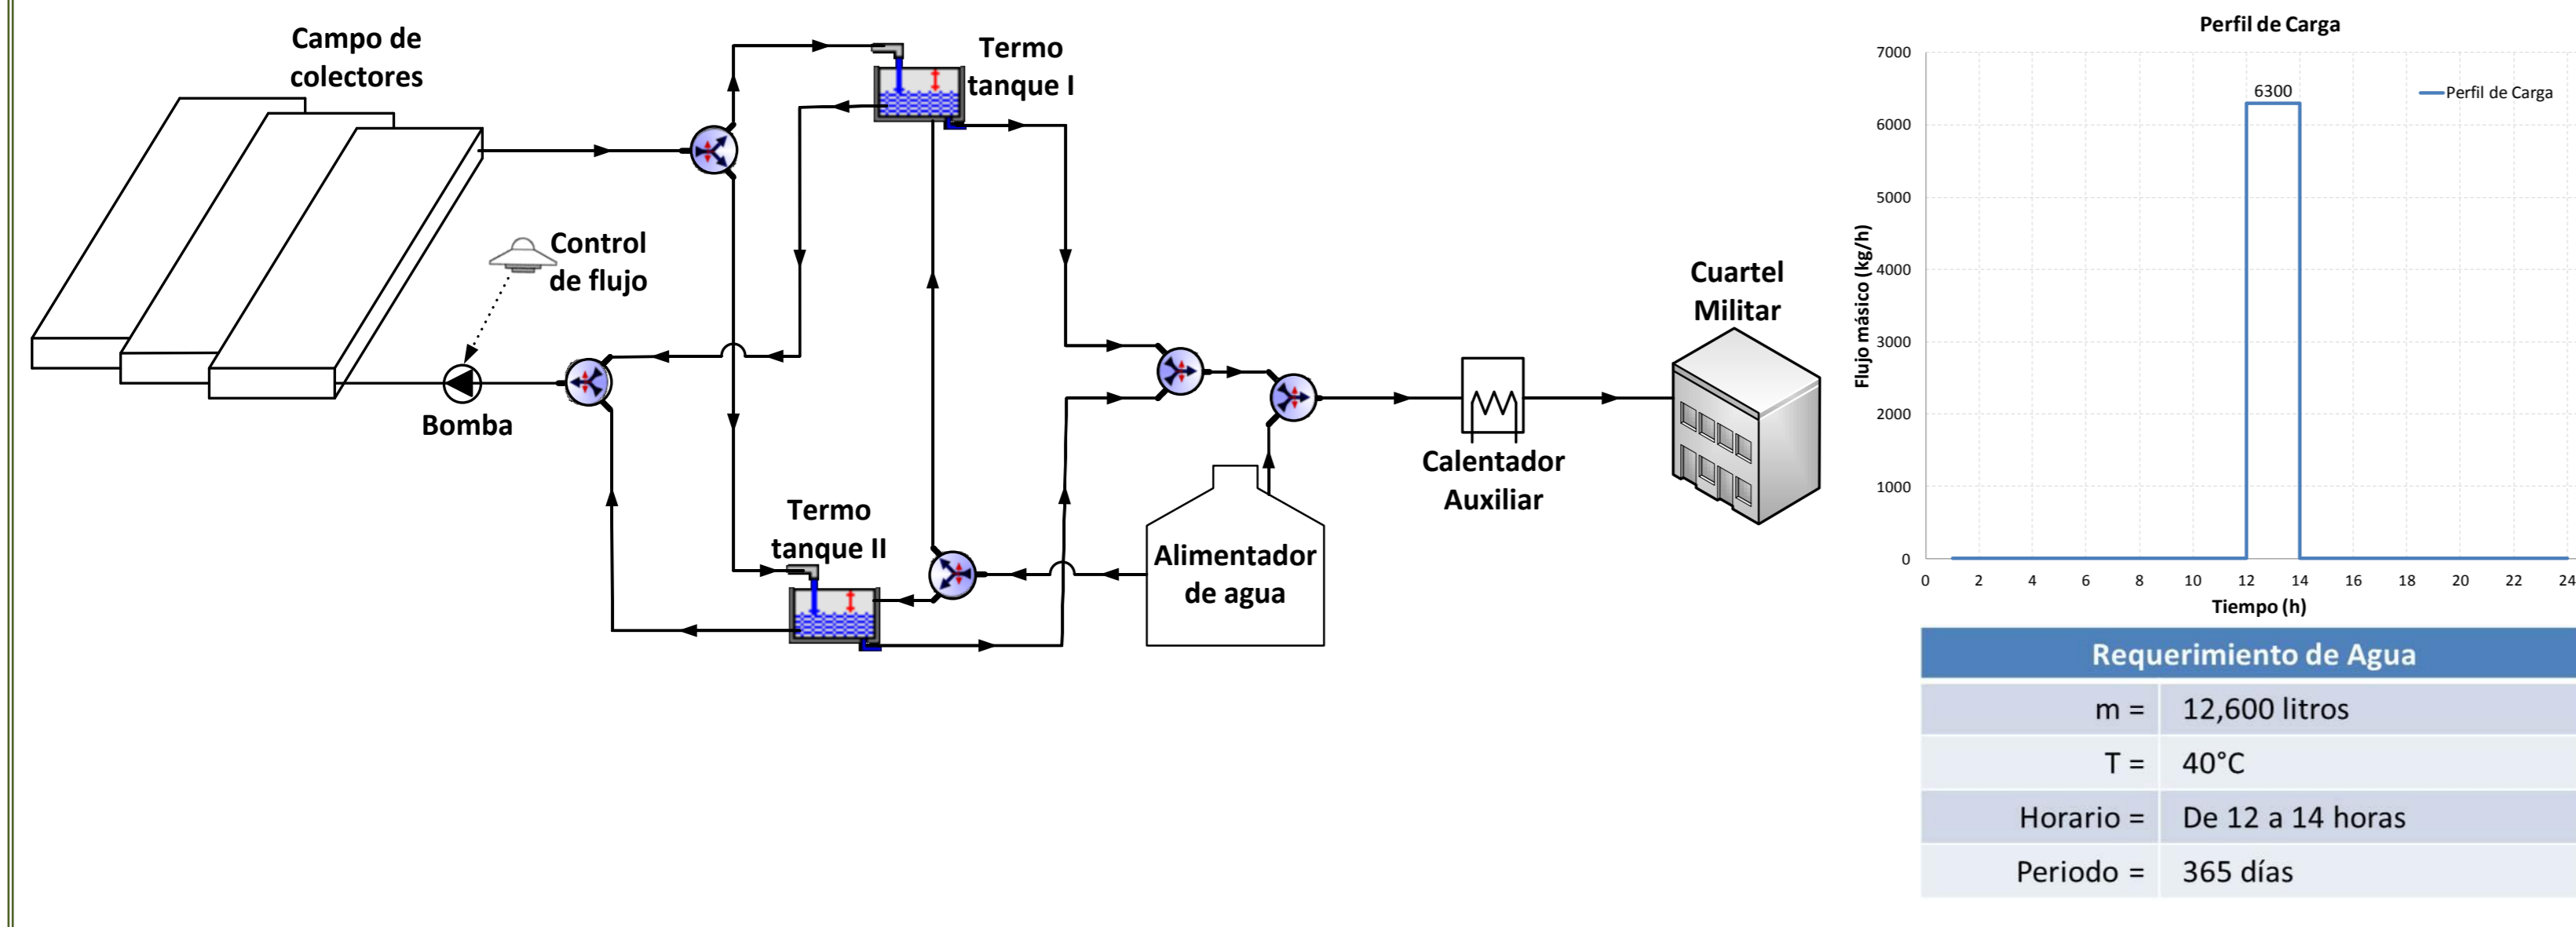 Campo de
colectores
Termo
tanque I
Control
de flujo
Bomba
Termo
tanque II
Alimentador
de agua
Calentador
Auxiliar
Cuartel
Militar
Perfil de Carga
7000
6000
5000
4000
3000
2000
1000
0
Flujo másico (kg/h)
6300
Perfil de Carga
0 2 4 6 8 10 12 14 16 18 20 22 24
Tiempo (h)
Requerimiento de Agua
m = 12,600 litros
T = 40°C
Horario = De 12 a 14 horas
Periodo = 365 días